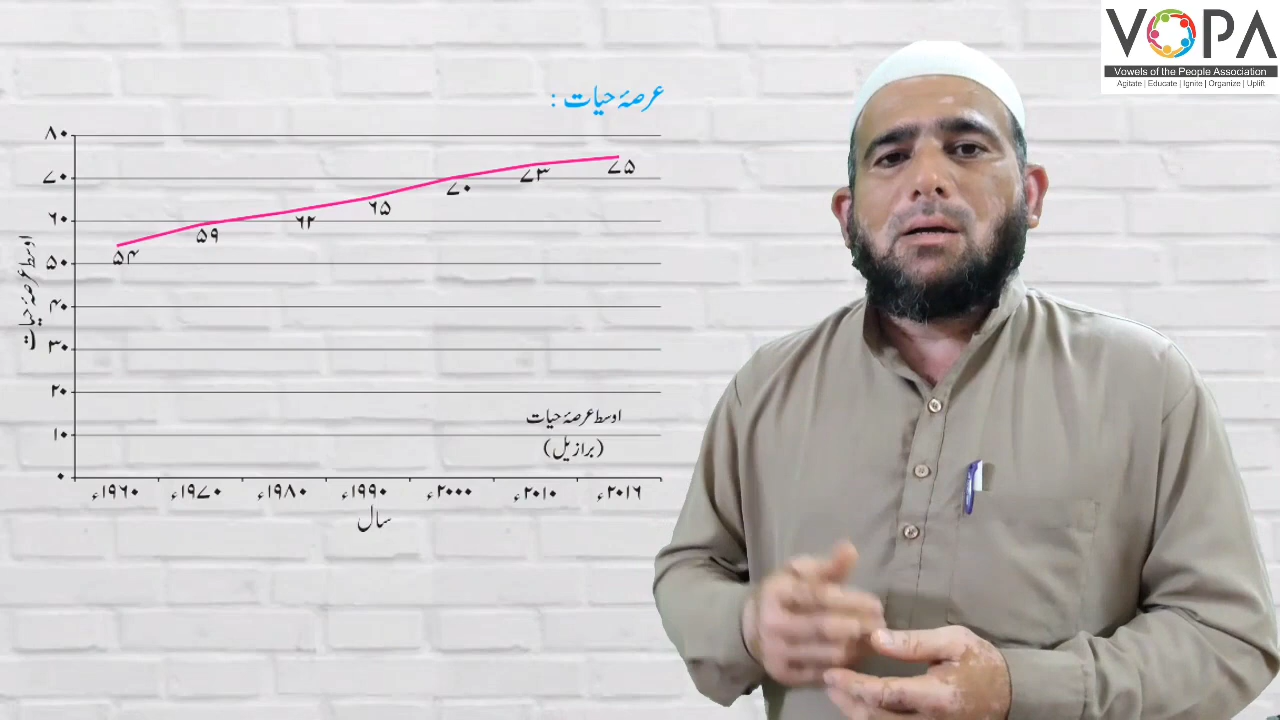 VOPA
Vowels of the People Association
Agitate | Educate | Ignite | Organize | Uplift
عرصۂ حیات :
۸۰
۷۰
۶۰
۵۰
۴۰
۳۰
۲۰
۱۰
۰
اوسط عرصۂ حیات
۵۴
۵۹
۶۲
۶۵
۷۰
۷۳
۷۵
اوسط عرصۂ حیات
(برازیل)
۱۹۶۰ء ۱۹۷۰ء ۱۹۸۰ء ۱۹۹۰ء ۲۰۰۰ء ۲۰۱۰ء ۲۰۱۶ء
سال